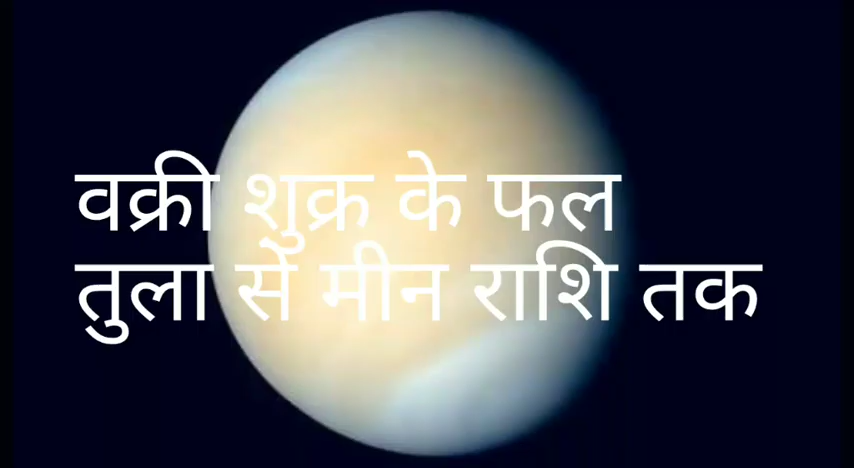 वक्री शुक्र के फल
तुला से मीन राशि तक